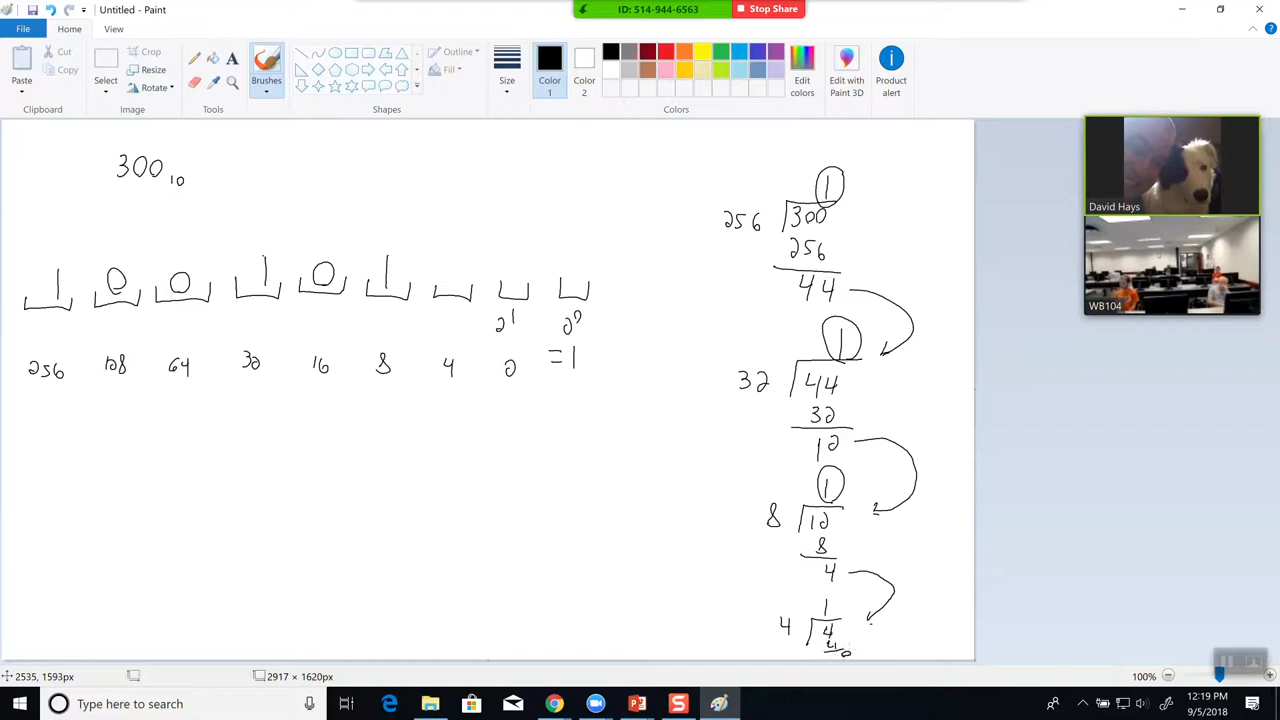 Untitled - Paint
ID: 514-944-6563
Stop Share
File
Home
View
Paste
Cut
Copy
Clipboard
Select
Crop
Resize
Rotate
Image
A
Tools
Brushes
Shapes
Outline
Fill
Size
Color 1
Color 2
Edit colors
Colors
Edit with Paint 3D
Product alert
David Hays
WB104
300₁₀
1 0 0 1 0 1
2¹ 2⁰
256 128 64 32 16 8 4 2 =1
1
256 300
256
44
1
32 44
32
12
1
8 12
8
4
1
4 4
4
0
2535, 1593px
2917 × 1620px
100%
Type here to search
12:19 PM
9/5/2018